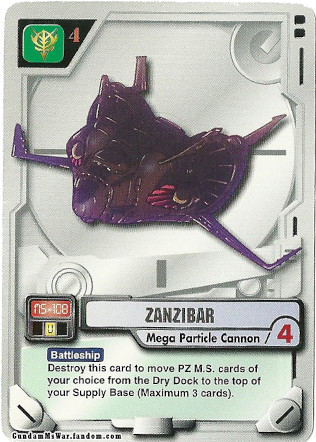 4
MS-108
U
ZANZIBAR
Mega Particle Cannon / 4
Battleship
Destroy this card to move PZ M.S. cards of
your choice from the Dry Dock to the top of
your Supply Base (Maximum 3 cards).
GundamMsWar.fandom.com